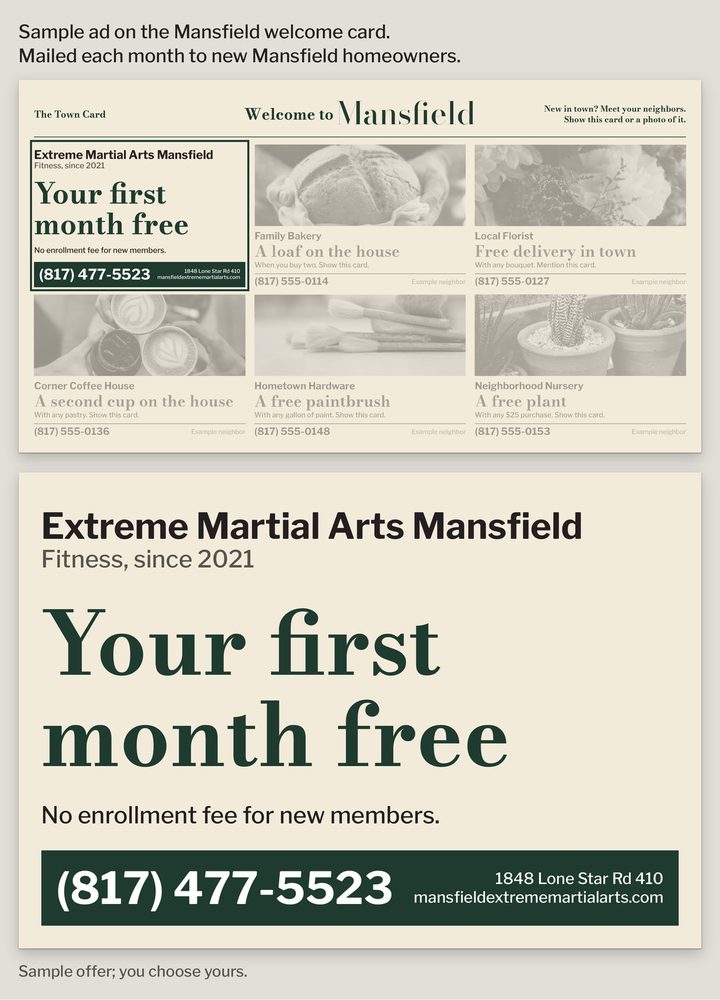 Sample ad on the Mansfield welcome card.
Mailed each month to new Mansfield homeowners.
The Town Card
Welcome to Mansfield
New in town? Meet your neighbors.
Show this card or a photo of it.
Extreme Martial Arts Mansfield
Fitness, since 2021
Your first
month free
No enrollment fee for new members.
(817) 477-5523
1848 Lone Star Rd 410
mansfieldextrememartialarts.com
Family Bakery
A loaf on the house
When you buy two. Show this card.
(817) 555-0114
Example neighbor
Local Florist
Free delivery in town
With any bouquet. Mention this card.
(817) 555-0127
Example neighbor
Corner Coffee House
A second cup on the house
With any pastry. Show this card.
(817) 555-0136
Example neighbor
Hometown Hardware
A free paintbrush
With any gallon of paint. Show this card.
(817) 555-0148
Example neighbor
Neighborhood Nursery
A free plant
With any $25 purchase. Show this card.
(817) 555-0153
Example neighbor
Extreme Martial Arts Mansfield
Fitness, since 2021
Your first
month free
No enrollment fee for new members.
(817) 477-5523
1848 Lone Star Rd 410
mansfieldextrememartialarts.com
Sample offer; you choose yours.